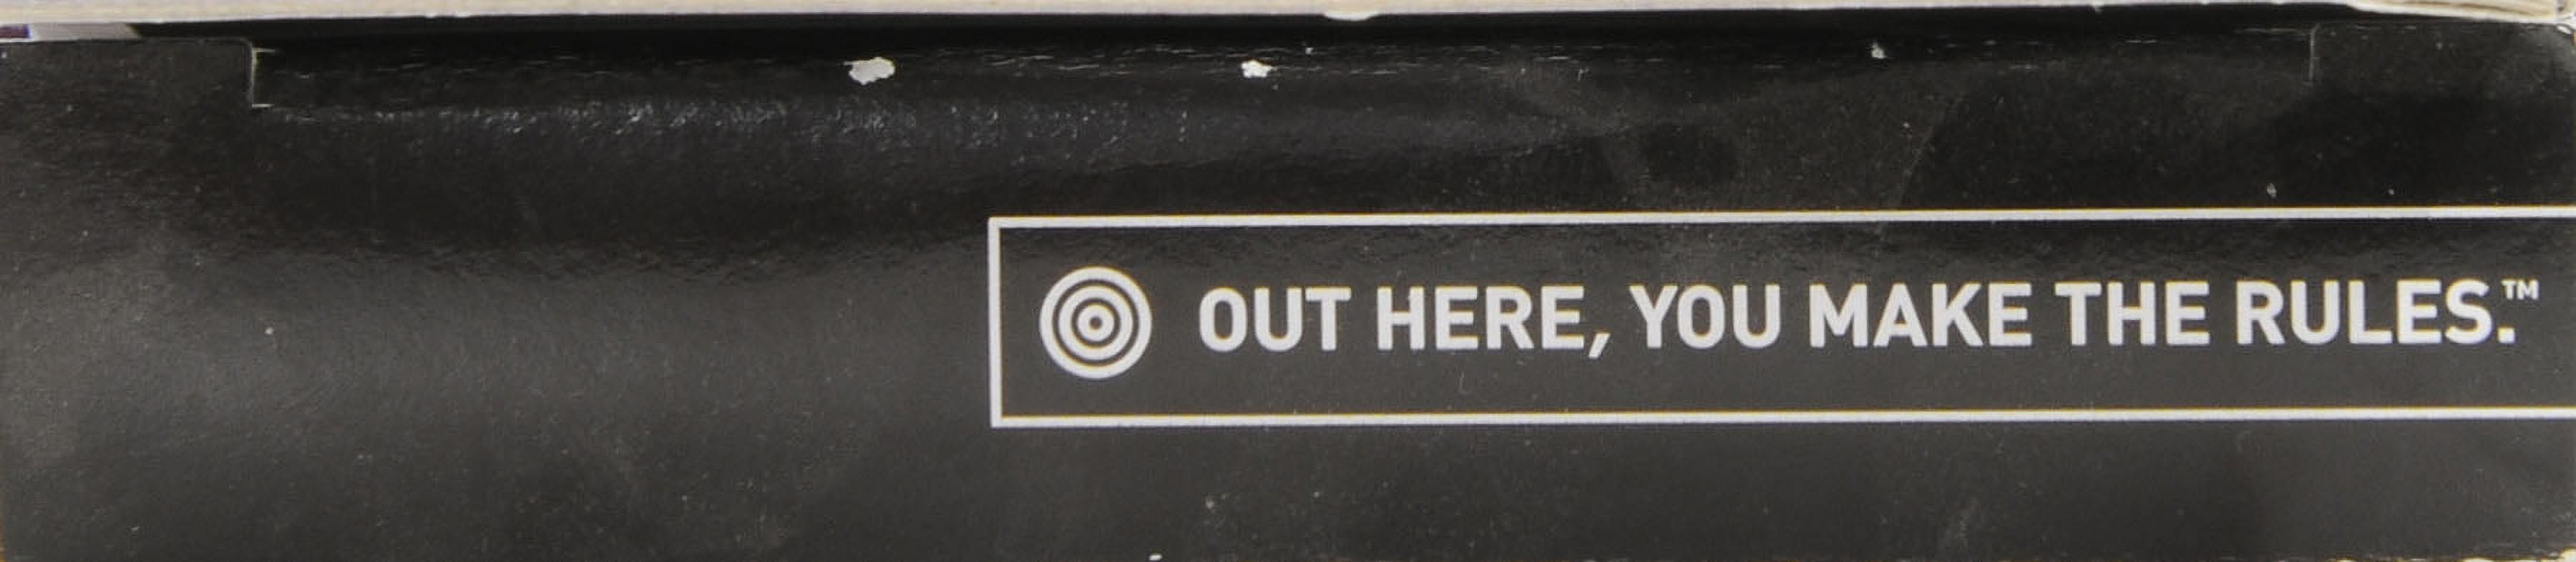 OUT HERE, YOU MAKE THE RULES.™